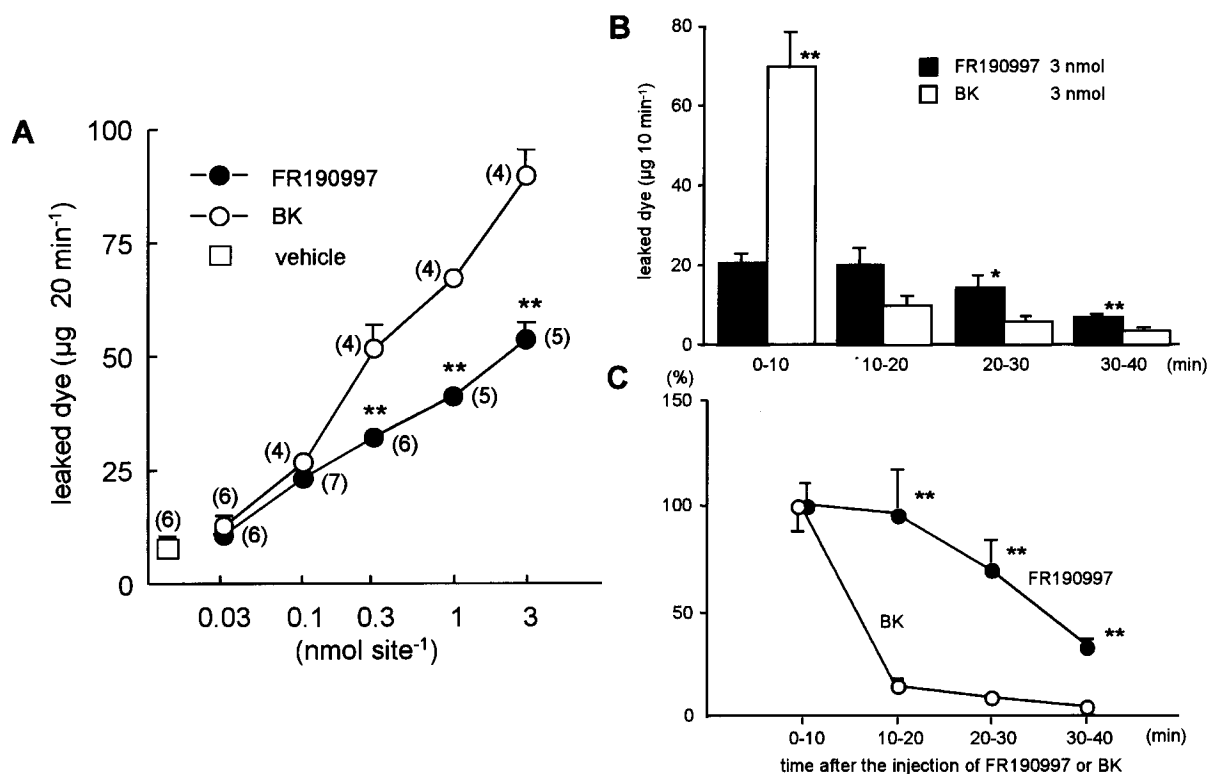 A
100
75
50
25
0
leaked dye (µg 20 min⁻¹)
FR190997
BK
vehicle
(6)
(6)
(6)
(4)
(7)
(4)
**
(6)
(4)
**
(5)
(4)
**
(5)
0.03 0.1 0.3 1 3
(nmol site⁻¹)
B
80
60
40
20
0
leaked dye (µg 10 min⁻¹)
**
FR190997 3 nmol
BK 3 nmol
*
**
0-10 10-20 20-30 30-40 (min)
C
(%)
150
100
50
0
**
**
FR190997
BK
**
0-10 10-20 20-30 30-40 (min)
time after the injection of FR190997 or BK